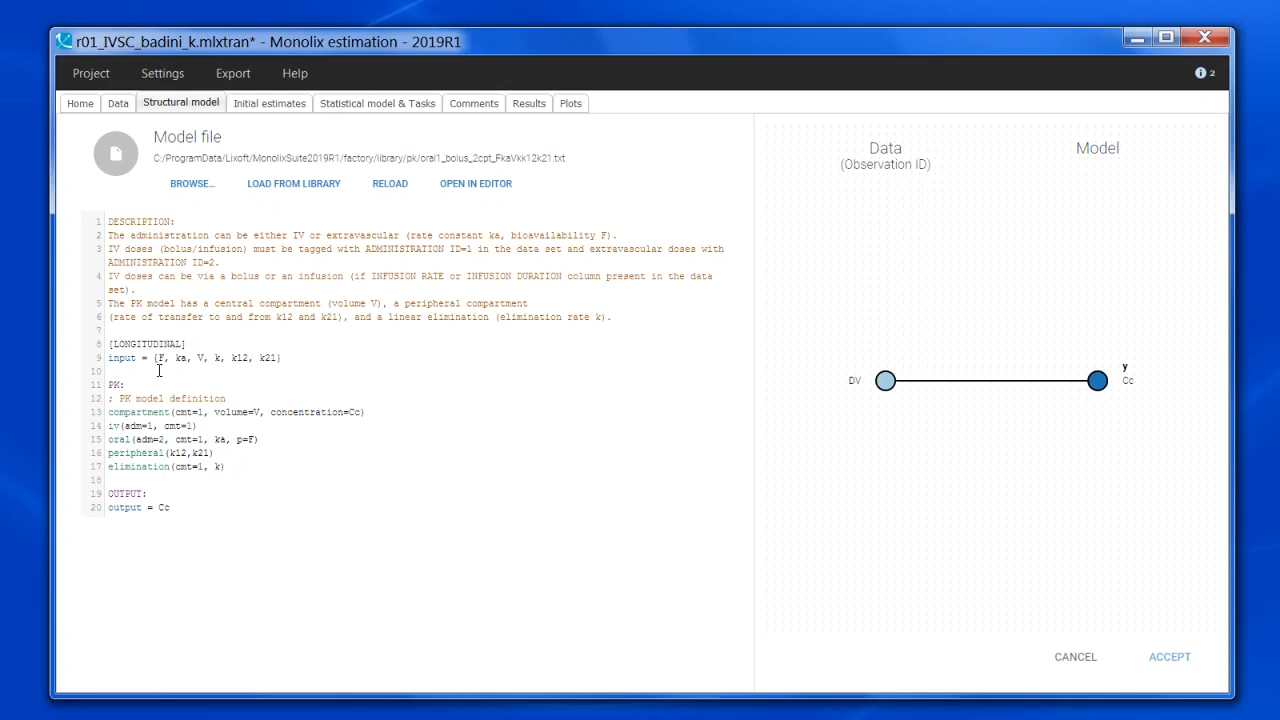 r01_IVSC_badini_k.mlxtran* - Monolix estimation - 2019R1
Project Settings Export Help 2
Home Data Structural model Initial estimates Statistical model & Tasks Comments Results Plots
Model file
C:/ProgramData/Lixoft/MonolixSuite2019R1/factory/library/pk/oral1_bolus_2cpt_FkaVkk12k21.txt
BROWSE... LOAD FROM LIBRARY RELOAD OPEN IN EDITOR
1 DESCRIPTION:
2 The administration can be either IV or extravascular (rate constant ka, bioavailability F).
3 IV doses (bolus/infusion) must be tagged with ADMINISTRATION ID=1 in the data set and extravascular doses with
ADMINISTRATION ID=2.
4 IV doses can be via a bolus or an infusion (if INFUSION RATE or INFUSION DURATION column present in the data
set).
5 The PK model has a central compartment (volume V), a peripheral compartment
6 (rate of transfer to and from k12 and k21), and a linear elimination (elimination rate k).
7
8 [LONGITUDINAL]
9 input = {F, ka, V, k, k12, k21}
10
11 PK:
12 ; PK model definition
13 compartment(cmt=1, volume=V, concentration=Cc)
14 iv(adm=1, cmt=1)
15 oral(adm=2, cmt=1, ka, p=F)
16 peripheral(k12,k21)
17 elimination(cmt=1, k)
18
19 OUTPUT:
20 output = Cc
Data
(Observation ID)
Model
DV
y
Cc
CANCEL ACCEPT